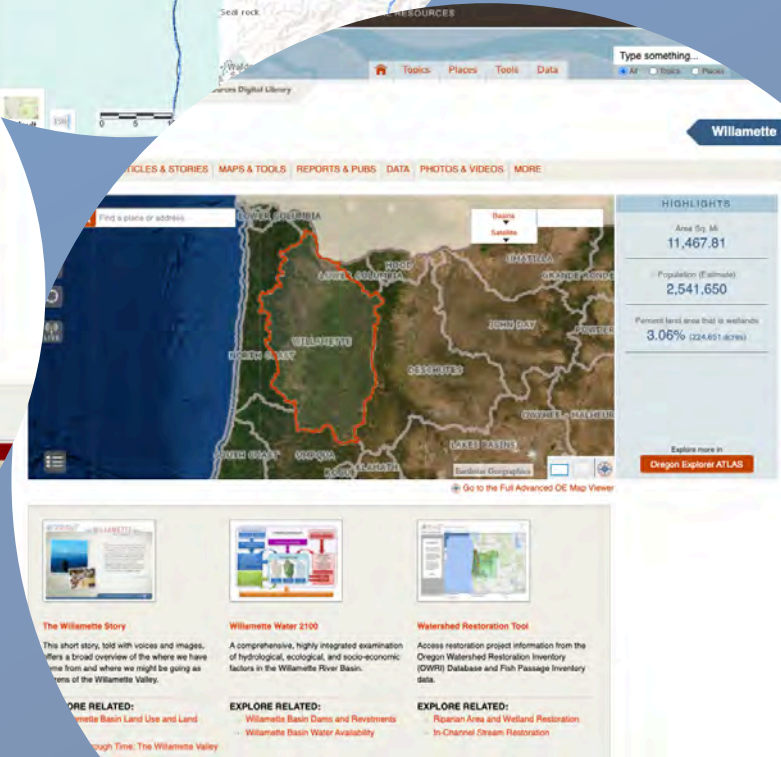 Seal rock
RESOURCES
Topics Places Tools Data
Type something...
All Topics Places
Digital Library
Willamette
& STORIES MAPS & TOOLS REPORTS & PUBS DATA PHOTOS & VIDEOS MORE
Find a place or address
Basins
Satellite
LIVE
LOWER COLUMBIA
LOWER COLUMBIA
HOOD
UMATILLA
GRANDE RONDE
JOHN DAY
POWDER
WILLAMETTE
NORTH COAST
DESCHUTES
OWYHEE - MALHEUR
LAKES BASINS
SOUTH COAST
UMPQUA
ROGUE
KLAMATH
Earthstar Geographics
HIGHLIGHTS
Area Sq. Mi
11,467.81
Population (Estimate)
2,541,650
Percent land area that is wetlands
3.06% (224,651 acres)
Explore more in
Oregon Explorer ATLAS
Go to the Full Advanced OE Map Viewer
The Willamette Story
This short story, told with voices and images,
offers a broad overview of the where we have
from and where we might be going as
of the Willamette Valley.
EXPLORE RELATED:
Willamette Basin Land Use and Land
Through Time: The Willamette Valley
Willamette Water 2100
A comprehensive, highly integrated examination
of hydrological, ecological, and socio-economic
factors in the Willamette River Basin.
EXPLORE RELATED:
Willamette Basin Dams and Revetments
Willamette Basin Water Availability
Watershed Restoration Tool
Access restoration project information from the
Oregon Watershed Restoration Inventory
(OWRI) Database and Fish Passage Inventory
data.
EXPLORE RELATED:
Riparian Area and Wetland Restoration
In-Channel Stream Restoration